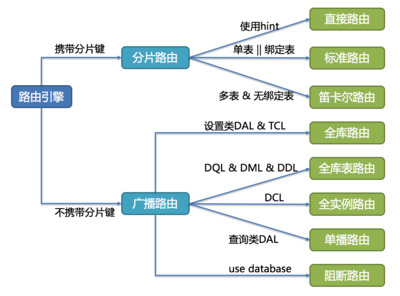 使用hint
直接路由
携带分片键
分片路由
单表 || 绑定表
标准路由
路由引擎
多表 & 无绑定表
笛卡尔路由
设置类DAL & TCL
全库路由
DQL & DML & DDL
全库表路由
不携带分片键
广播路由
DCL
全实例路由
查询类DAL
单播路由
use database
阻断路由